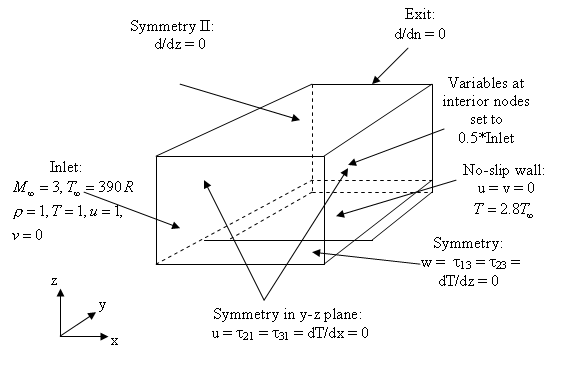 Symmetry II:
d/dz = 0
Exit:
d/dn = 0
Variables at
interior nodes
set to
0.5*Inlet
Inlet:
M∞ = 3, T∞ = 390 R
ρ = 1, T = 1, u = 1,
v = 0
No-slip wall:
u = v = 0
T = 2.8T∞
Symmetry:
w = τ13 = τ23 =
dT/dz = 0
Symmetry in y-z plane:
u = τ21 = τ31 = dT/dx = 0
z
y
x